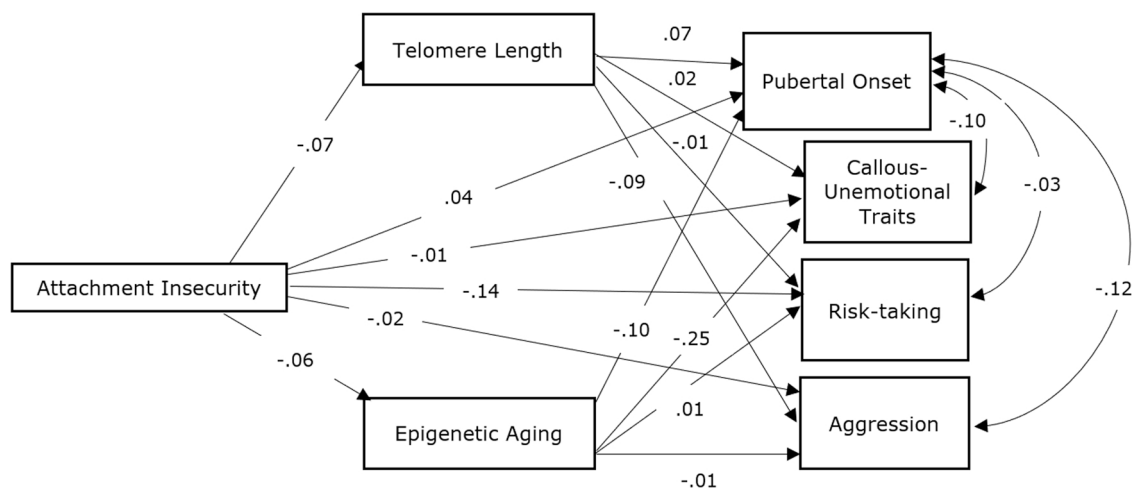 Telomere Length
.07
.02
Pubertal Onset
-.10
-.01
Callous-
Unemotional
Traits
-.07
-.09
-.03
.04
-.01
Attachment Insecurity
-.14
-.12
Risk-taking
-.02
-.10
-.25
-.06
.01
Aggression
Epigenetic Aging
-.01